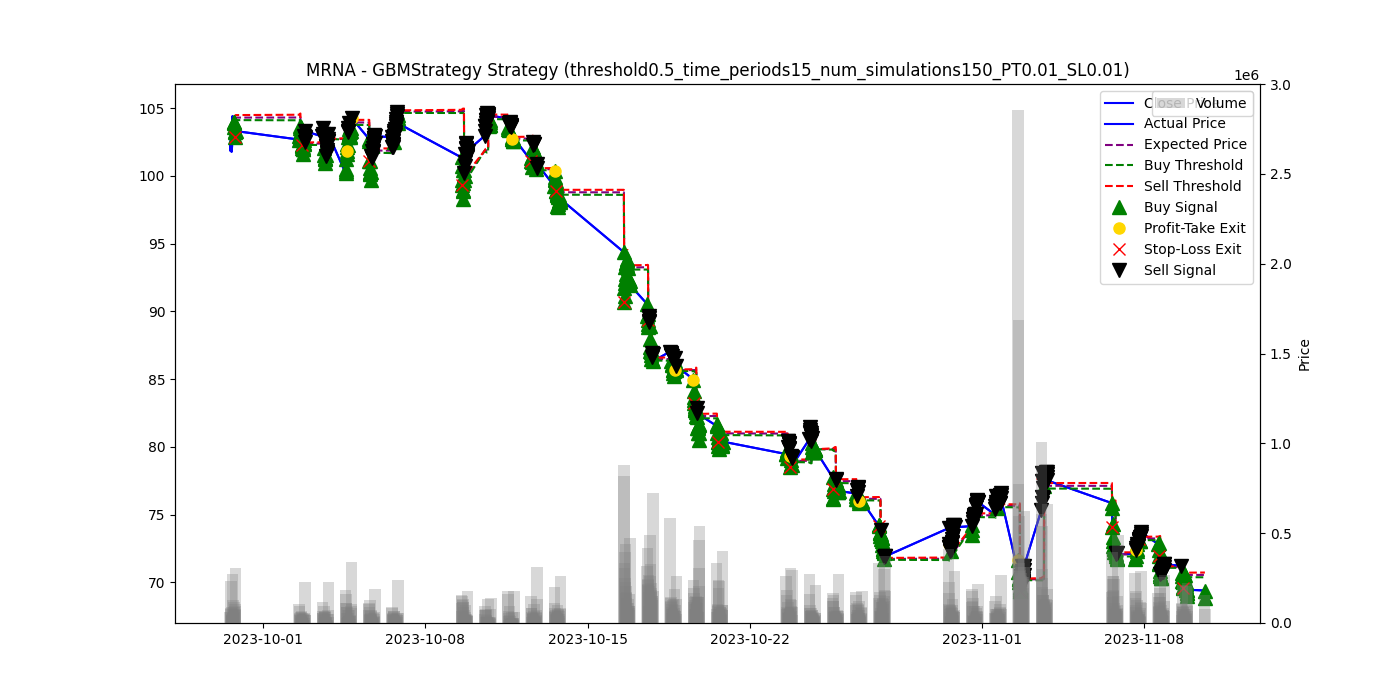 MRNA - GBMStrategy Strategy (threshold0.5_time_periods15_num_simulations150_PT0.01_SL0.01)
1e6
105
100
95
90
85
80
75
70
3.0
2.5
2.0
1.5
1.0
0.5
0.0
Price
Volume
Actual Price
Expected Price
Buy Threshold
Sell Threshold
Buy Signal
Profit-Take Exit
Stop-Loss Exit
Sell Signal
2023-10-01
2023-10-08
2023-10-15
2023-10-22
2023-11-01
2023-11-08